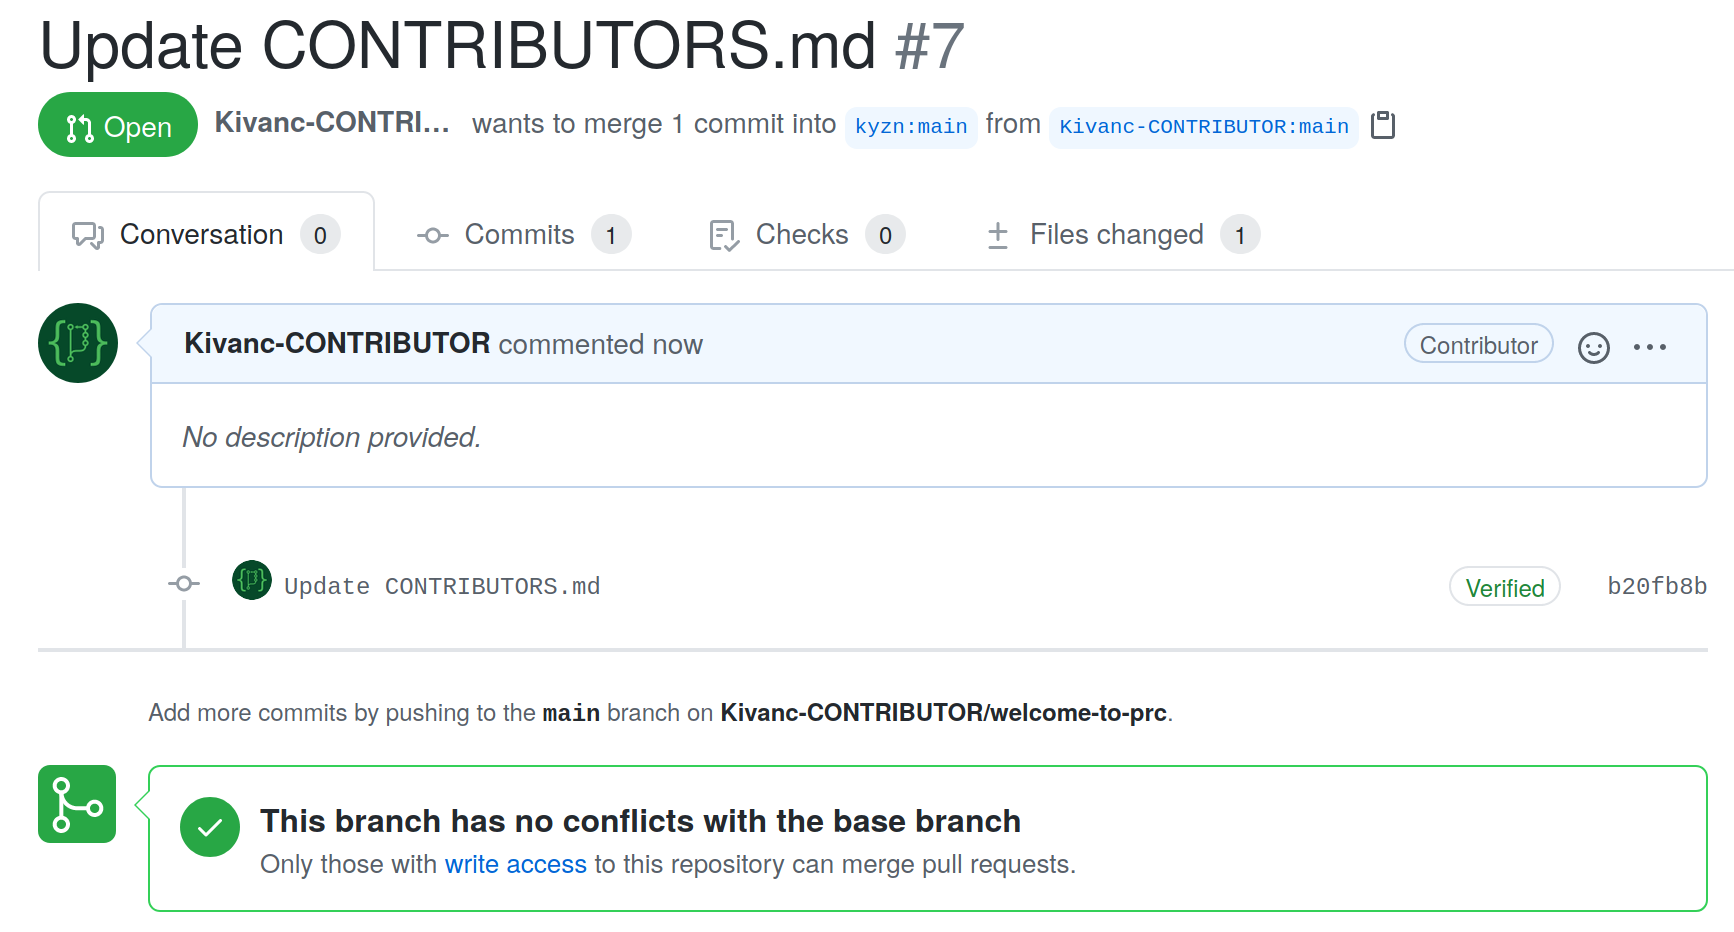 Update CONTRIBUTORS.md #7
Open Kivanc-CONTRI... wants to merge 1 commit into kyzn:main from Kivanc-CONTRIBUTOR:main
Conversation 0 Commits 1 Checks 0 Files changed 1
Kivanc-CONTRIBUTOR commented now Contributor
No description provided.
Update CONTRIBUTORS.md Verified b20fb8b
Add more commits by pushing to the main branch on Kivanc-CONTRIBUTOR/welcome-to-prc.
This branch has no conflicts with the base branch
Only those with write access to this repository can merge pull requests.